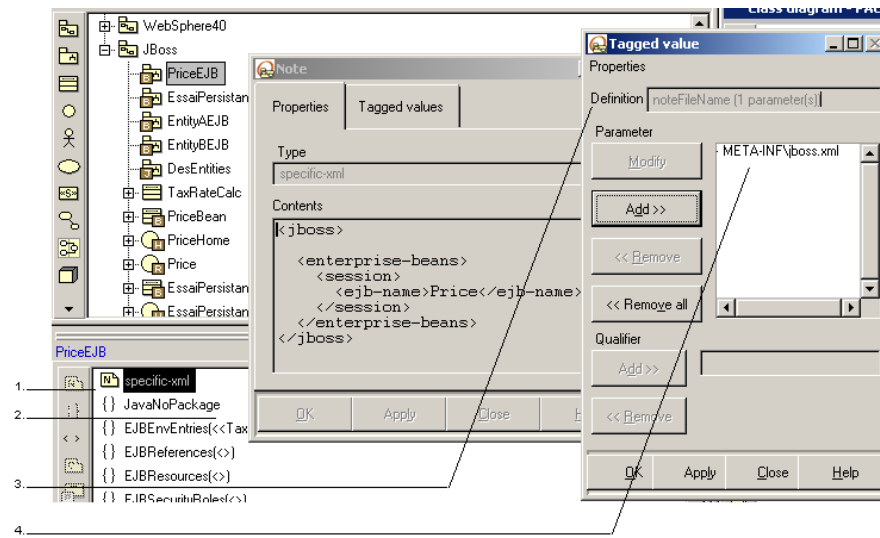 WebSphere40
JBoss
PriceEJB
EssaiPersistan
EntityAEJB
EntityBEJB
DesEntities
TaxRateCalc
PriceBean
PriceHome
Price
EssaiPersistan
EssaiPersistan
Note
Properties
Tagged values
Type
specific-xml
Contents
<jboss>
<enterprise-beans>
<session>
<ejb-name>Price</ejb-name>
</session>
</enterprise-beans>
</jboss>
OK
Apply
Close
Class diagram - PAC
Tagged value
Properties
Definition
noteFileName (1 parameter(s))
Parameter
Modify
META-INF\jboss.xml
Add >>
<< Remove
<< Remove all
Qualifier
Add >>
<< Remove
OK
Apply
Close
Help
PriceEJB
1.
N
specific-xml
2.
{} JavaNoPackage
{} EJBEnvEntries(<<Tax
{} EJBReferences(<>)
{} EJBResources(<>)
3.
{} EJBSecurityRoles(<>)
4.